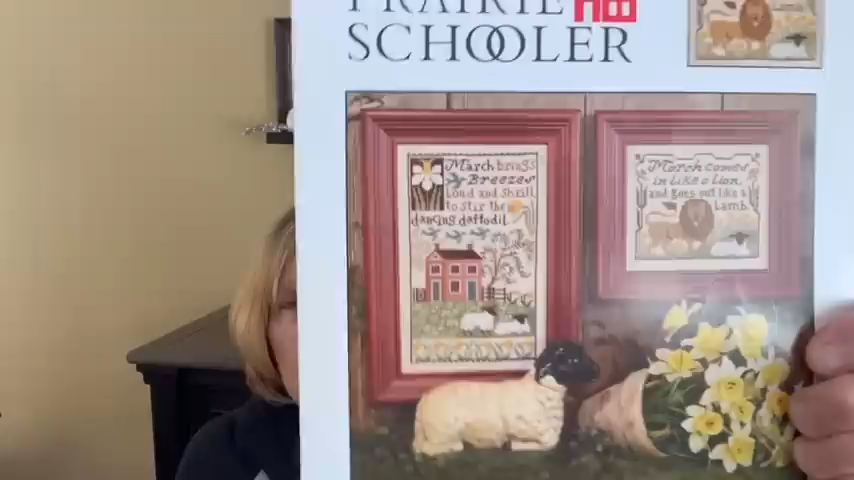 PRAIRIE
SCHOOLER
March brings
Breezes
loud and shrill
to stir the
dancing daffodil.
March comes
in like a lion,
and goes out like a
Lamb